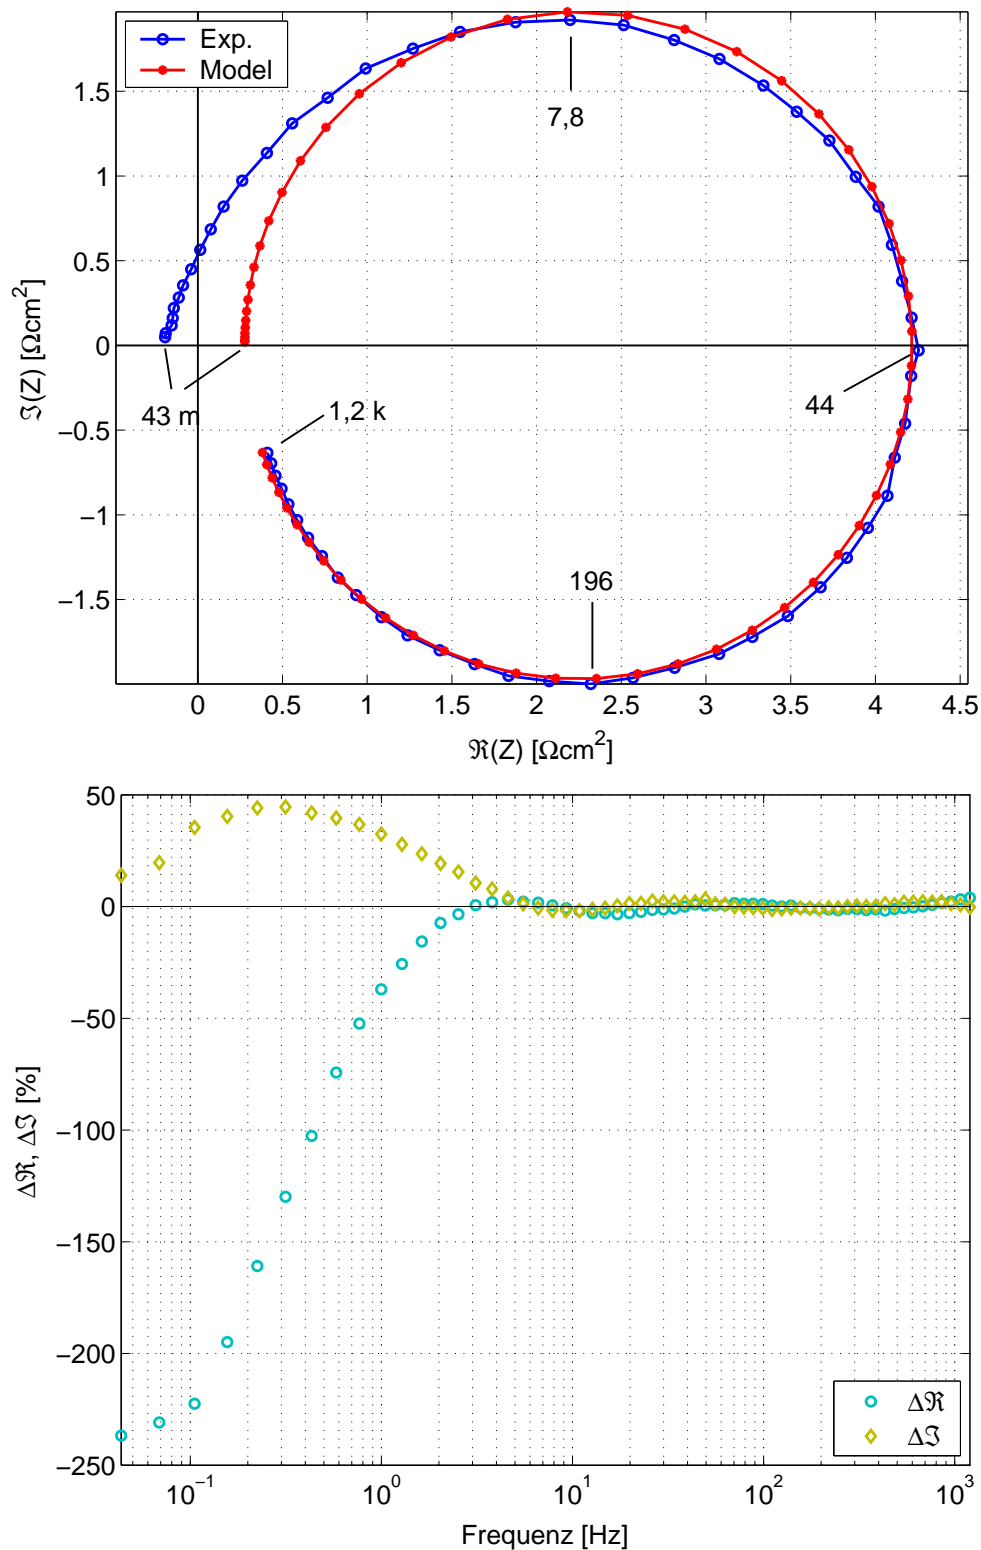 Exp.
Model
1.5
1
0.5
0
−0.5
−1
−1.5
ℑ(Z) [Ωcm²]
7,8
44
43 m
1,2 k
196
0 0.5 1 1.5 2 2.5 3 3.5 4 4.5
ℜ(Z) [Ωcm²]
50
0
−50
−100
−150
−200
−250
Δℜ, Δℑ [%]
Δℜ
Δℑ
10⁻¹ 10⁰ 10¹ 10² 10³
Frequenz [Hz]